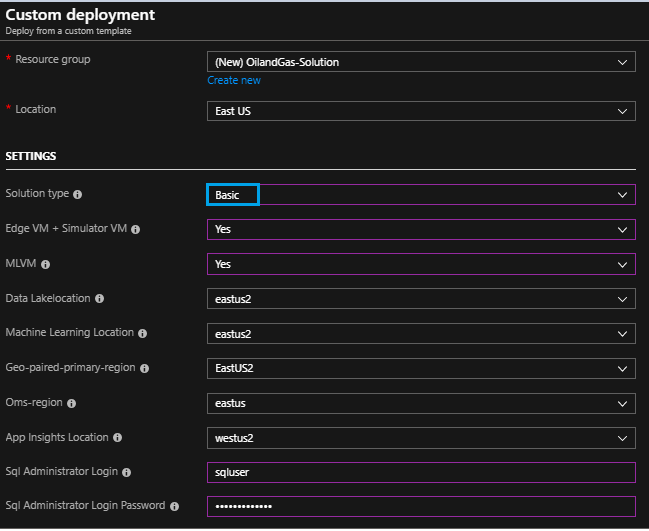 Custom deployment
Deploy from a custom template
* Resource group
(New) OilandGas-Solution
Create new
* Location
East US
SETTINGS
Solution type
Basic
Edge VM + Simulator VM
Yes
MLVM
Yes
Data Lakelocation
eastus2
Machine Learning Location
eastus2
Geo-paired-primary-region
EastUS2
Oms-region
eastus
App Insights Location
westus2
Sql Administrator Login
sqluser
Sql Administrator Login Password
•••••••••••••